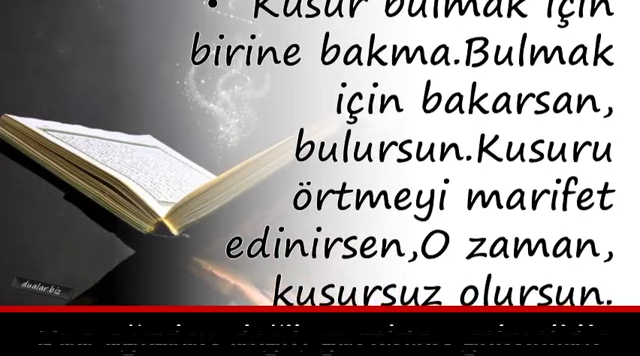 • Kusur bulmak için
birine bakma.Bulmak
için bakarsan,
bulursun.Kusuru
örtmeyi marifet
edinirsen,O zaman,
kusursuz olursun.
dualar.biz